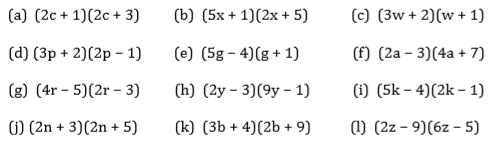 (a) (2c + 1)(2c + 3) (b) (5x + 1)(2x + 5) (c) (3w + 2)(w + 1)
(d) (3p + 2)(2p − 1) (e) (5g − 4)(g + 1) (f) (2a − 3)(4a + 7)
(g) (4r − 5)(2r − 3) (h) (2y − 3)(9y − 1) (i) (5k − 4)(2k − 1)
(j) (2n + 3)(2n + 5) (k) (3b + 4)(2b + 9) (l) (2z − 9)(6z − 5)